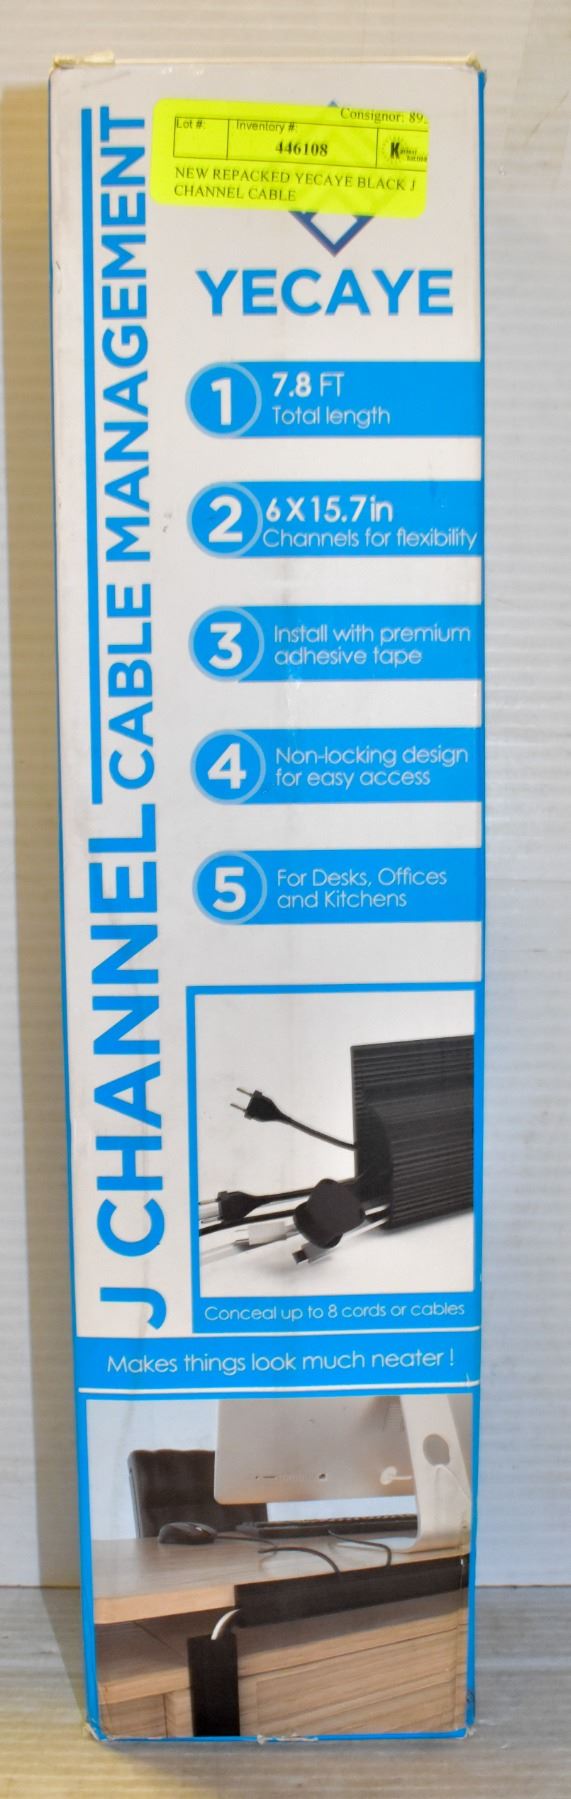 Consignor: 89
Lot #:
Inventory #:
446108
NEW REPACKED YECAYE BLACK J
CHANNEL CABLE
YECAYE
J CHANNEL CABLE MANAGEMENT
1 7.8 FT
Total length
2 6 X 15.7in
Channels for flexibility
3 Install with premium
adhesive tape
4 Non-locking design
for easy access
5 For Desks, Offices
and Kitchens
Conceal up to 8 cords or cables
Makes things look much neater !